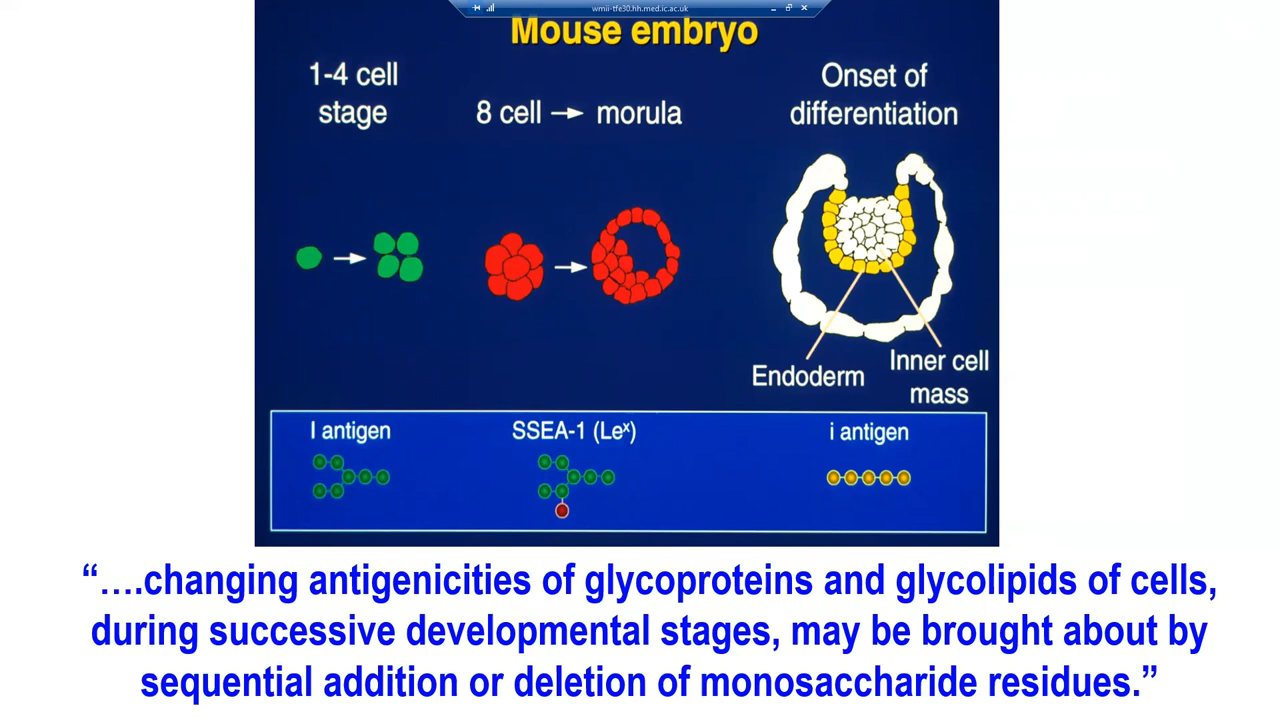 wmii-tfe30.hh.med.ic.ac.uk
Mouse embryo
1-4 cell
stage
8 cell → morula
Onset of
differentiation
Endoderm
Inner cell
mass
I antigen
SSEA-1 (Leˣ)
i antigen
“….changing antigenicities of glycoproteins and glycolipids of cells,
during successive developmental stages, may be brought about by
sequential addition or deletion of monosaccharide residues.”